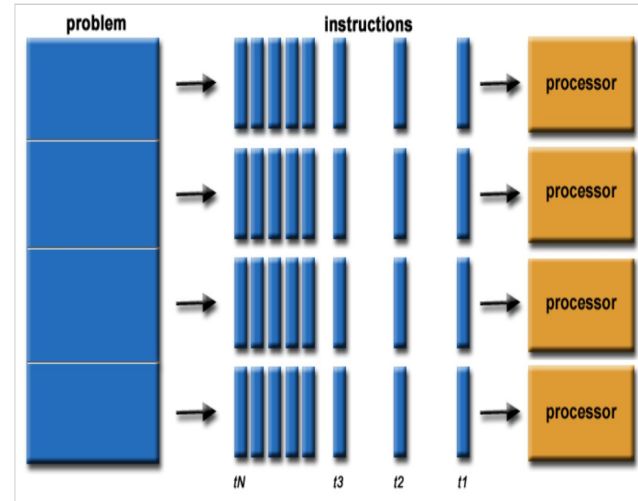 problem
instructions
processor
processor
processor
processor
tN t3 t2 t1